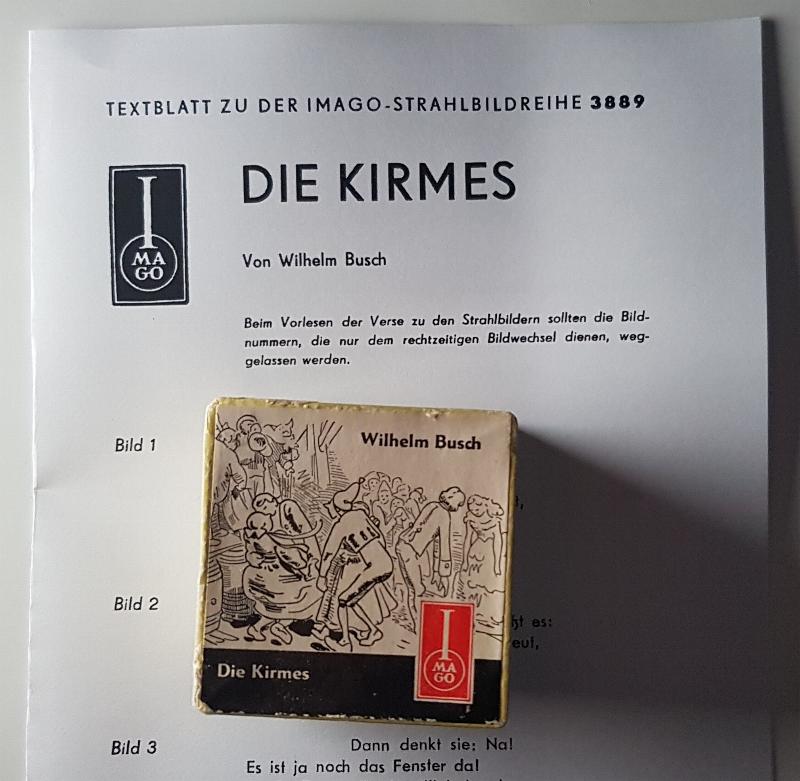 TEXTBLATT ZU DER IMAGO-STRAHLBILDREIHE 3889
I
MA
GO
DIE KIRMES
Von Wilhelm Busch
Beim Vorlesen der Verse zu den Strahlbildern sollten die Bild-
nummern, die nur dem rechtzeitigen Bildwechsel dienen, weg-
gelassen werden.
Bild 1
Wilhelm Busch
Bild 2
es:
I
MA
GO
Die Kirmes
Bild 3
Dann denkt sie: Na!
Es ist ja noch das Fenster da!